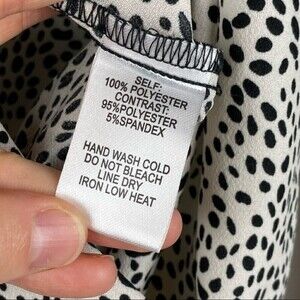 SELF:
100% POLYESTER
CONTRAST:
95%POLYESTER
5%SPANDEX
HAND WASH COLD
DO NOT BLEACH
LINE DRY
IRON LOW HEAT